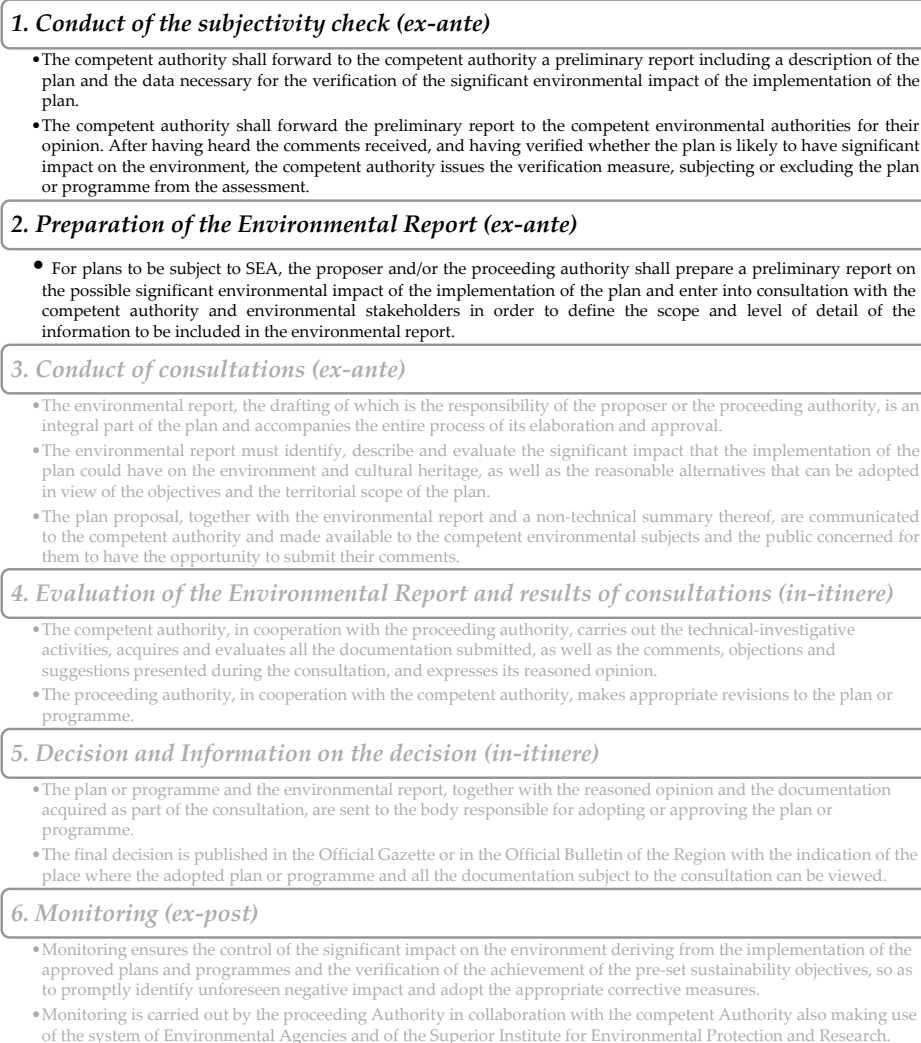 1. Conduct of the subjectivity check (ex-ante)
•The competent authority shall forward to the competent authority a preliminary report including a description of the
plan and the data necessary for the verification of the significant environmental impact of the implementation of the
plan.
•The competent authority shall forward the preliminary report to the competent environmental authorities for their
opinion. After having heard the comments received, and having verified whether the plan is likely to have significant
impact on the environment, the competent authority issues the verification measure, subjecting or excluding the plan
or programme from the assessment.
2. Preparation of the Environmental Report (ex-ante)
• For plans to be subject to SEA, the proposer and/or the proceeding authority shall prepare a preliminary report on
the possible significant environmental impact of the implementation of the plan and enter into consultation with the
competent authority and environmental stakeholders in order to define the scope and level of detail of the
information to be included in the environmental report.
3. Conduct of consultations (ex-ante)
•The environmental report, the drafting of which is the responsibility of the proposer or the proceeding authority, is an
integral part of the plan and accompanies the entire process of its elaboration and approval.
•The environmental report must identify, describe and evaluate the significant impact that the implementation of the
plan could have on the environment and cultural heritage, as well as the reasonable alternatives that can be adopted
in view of the objectives and the territorial scope of the plan.
•The plan proposal, together with the environmental report and a non-technical summary thereof, are communicated
to the competent authority and made available to the competent environmental subjects and the public concerned for
them to have the opportunity to submit their comments.
4. Evaluation of the Environmental Report and results of consultations (in-itinere)
•The competent authority, in cooperation with the proceeding authority, carries out the technical-investigative
activities, acquires and evaluates all the documentation submitted, as well as the comments, objections and
suggestions presented during the consultation, and expresses its reasoned opinion.
•The proceeding authority, in cooperation with the competent authority, makes appropriate revisions to the plan or
programme.
5. Decision and Information on the decision (in-itinere)
•The plan or programme and the environmental report, together with the reasoned opinion and the documentation
acquired as part of the consultation, are sent to the body responsible for adopting or approving the plan or
programme.
•The final decision is published in the Official Gazette or in the Official Bulletin of the Region with the indication of the
place where the adopted plan or programme and all the documentation subject to the consultation can be viewed.
6. Monitoring (ex-post)
•Monitoring ensures the control of the significant impact on the environment deriving from the implementation of the
approved plans and programmes and the verification of the achievement of the pre-set sustainability objectives, so as
to promptly identify unforeseen negative impact and adopt the appropriate corrective measures.
•Monitoring is carried out by the proceeding Authority in collaboration with the competent Authority also making use
of the system of Environmental Agencies and of the Superior Institute for Environmental Protection and Research.